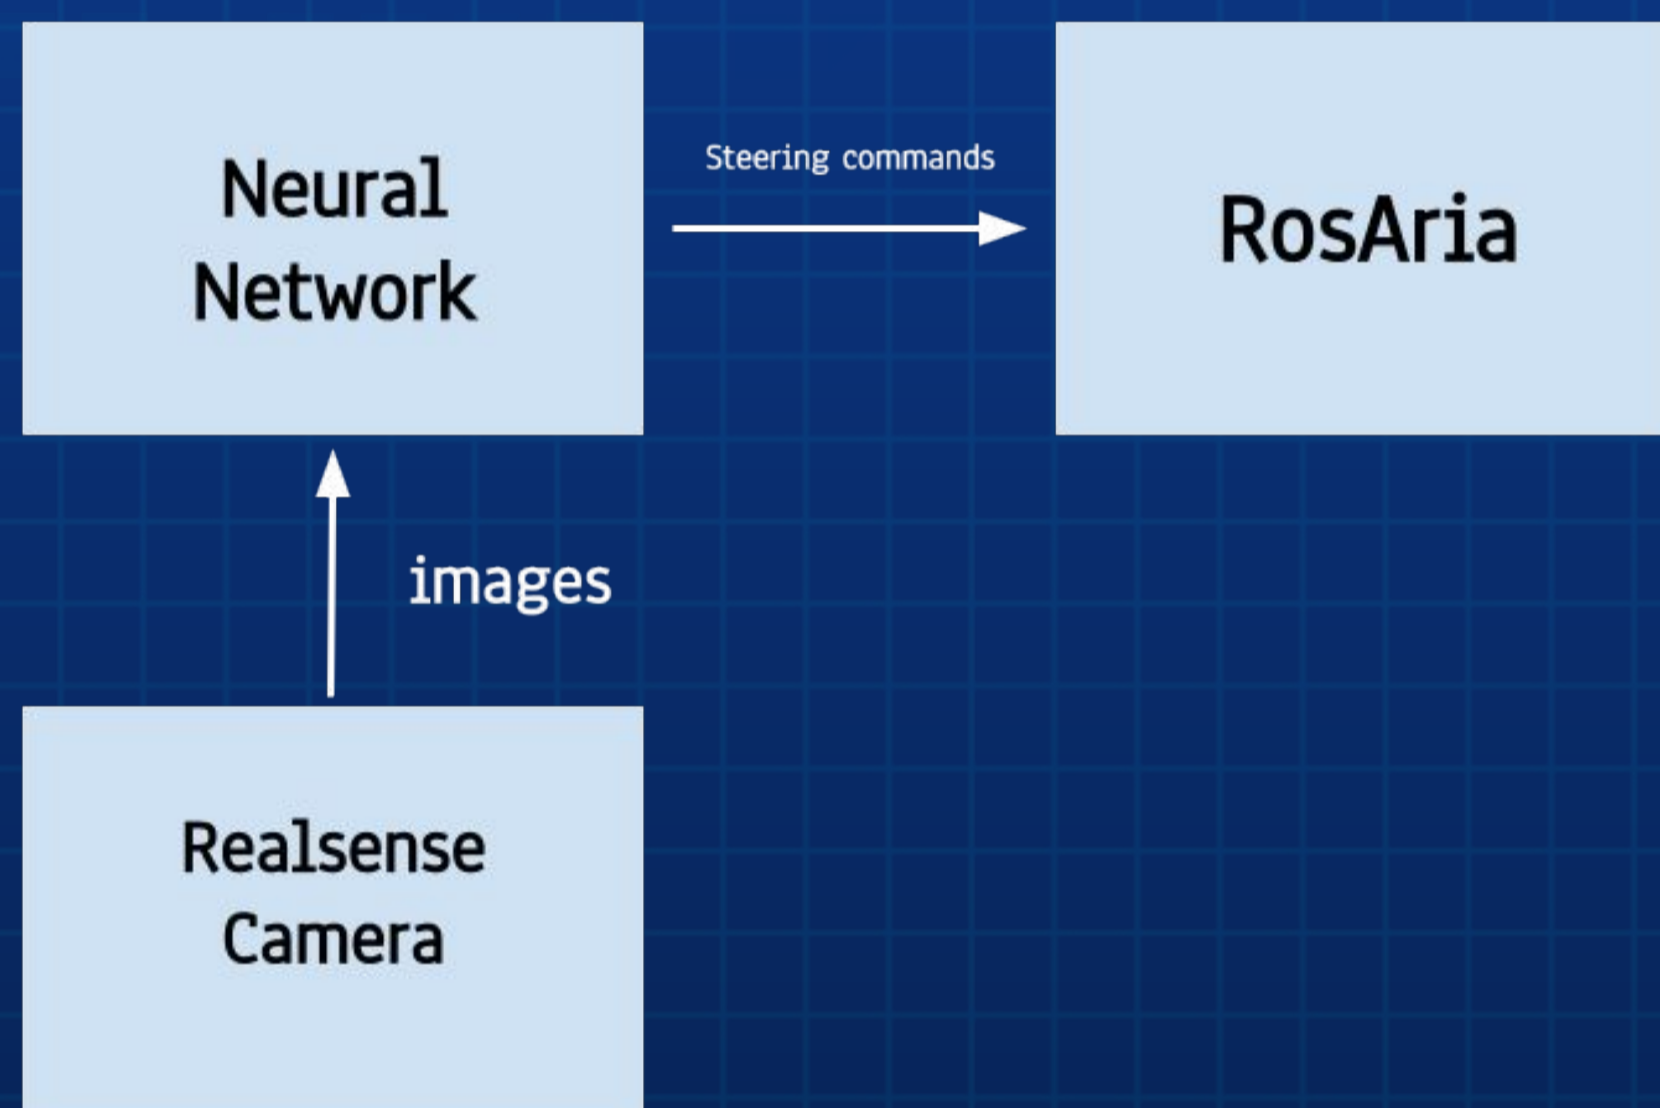 Neural
Network
Steering commands
RosAria
images
Realsense
Camera